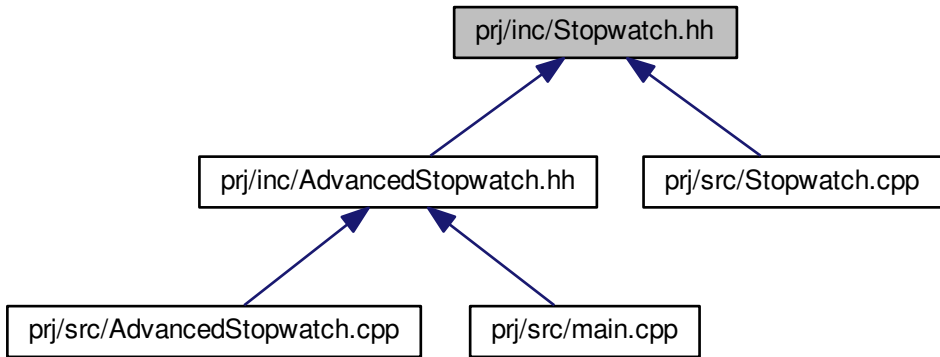 prj/inc/Stopwatch.hh
prj/inc/AdvancedStopwatch.hh
prj/src/Stopwatch.cpp
prj/src/AdvancedStopwatch.cpp
prj/src/main.cpp